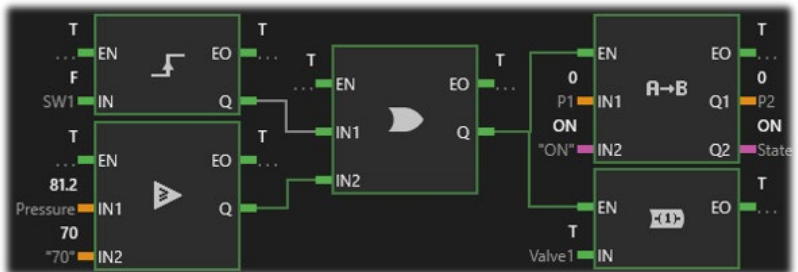 T T T T
... EN EO ... T T ... EN EO ...
F ... EN EO ... 0 A→B 0
SW1 IN Q P1 IN1 Q1 P2
T T IN1 Q ON ON
... EN EO ... "ON" IN2 Q2 State
81.2 IN2 T
Pressure IN1 ≥ Q EN (1) EO ...
70 T
"70" IN2 Valve1 IN